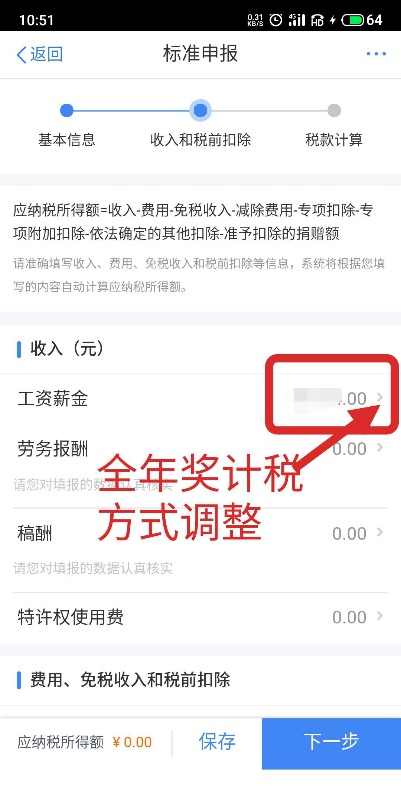 10:51
0.31 KB/S
4G
HD
64
返回
标准申报
基本信息
收入和税前扣除
税款计算
应纳税所得额=收入-费用-免税收入-减除费用-专项扣除-专
项附加扣除-依法确定的其他扣除-准予扣除的捐赠额
请准确填写收入、费用、免税收入和税前扣除等信息，系统将根据您填
写的内容自动计算应纳税所得额。
收入（元）
工资薪金
.00
劳务报酬
0.00
请您对填报的数据认真核实
全年奖计税
方式调整
稿酬
0.00
请您对填报的数据认真核实
特许权使用费
0.00
费用、免税收入和税前扣除
应纳税所得额 ¥ 0.00
保存
下一步